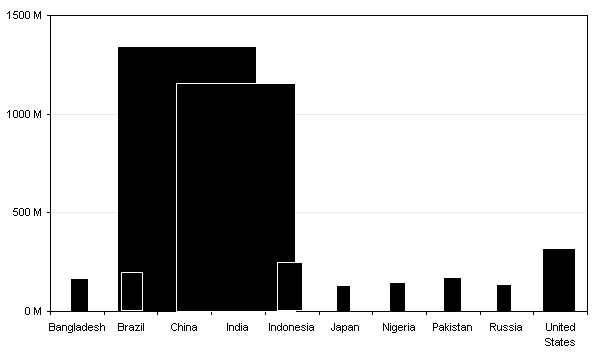 1500 M
1000 M
500 M
0 M
Bangladesh Brazil China India Indonesia Japan Nigeria Pakistan Russia United
States